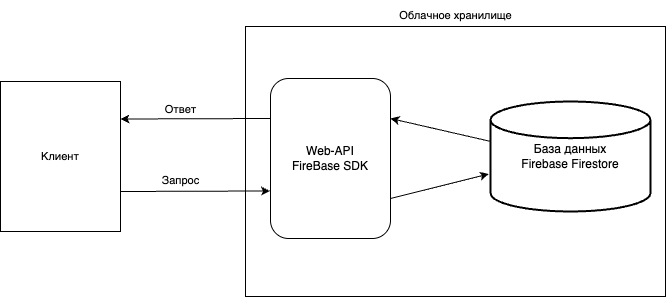 Облачное хранилище
Ответ
Клиент
Запрос
Web-API
FireBase SDK
База данных
Firebase Firestore